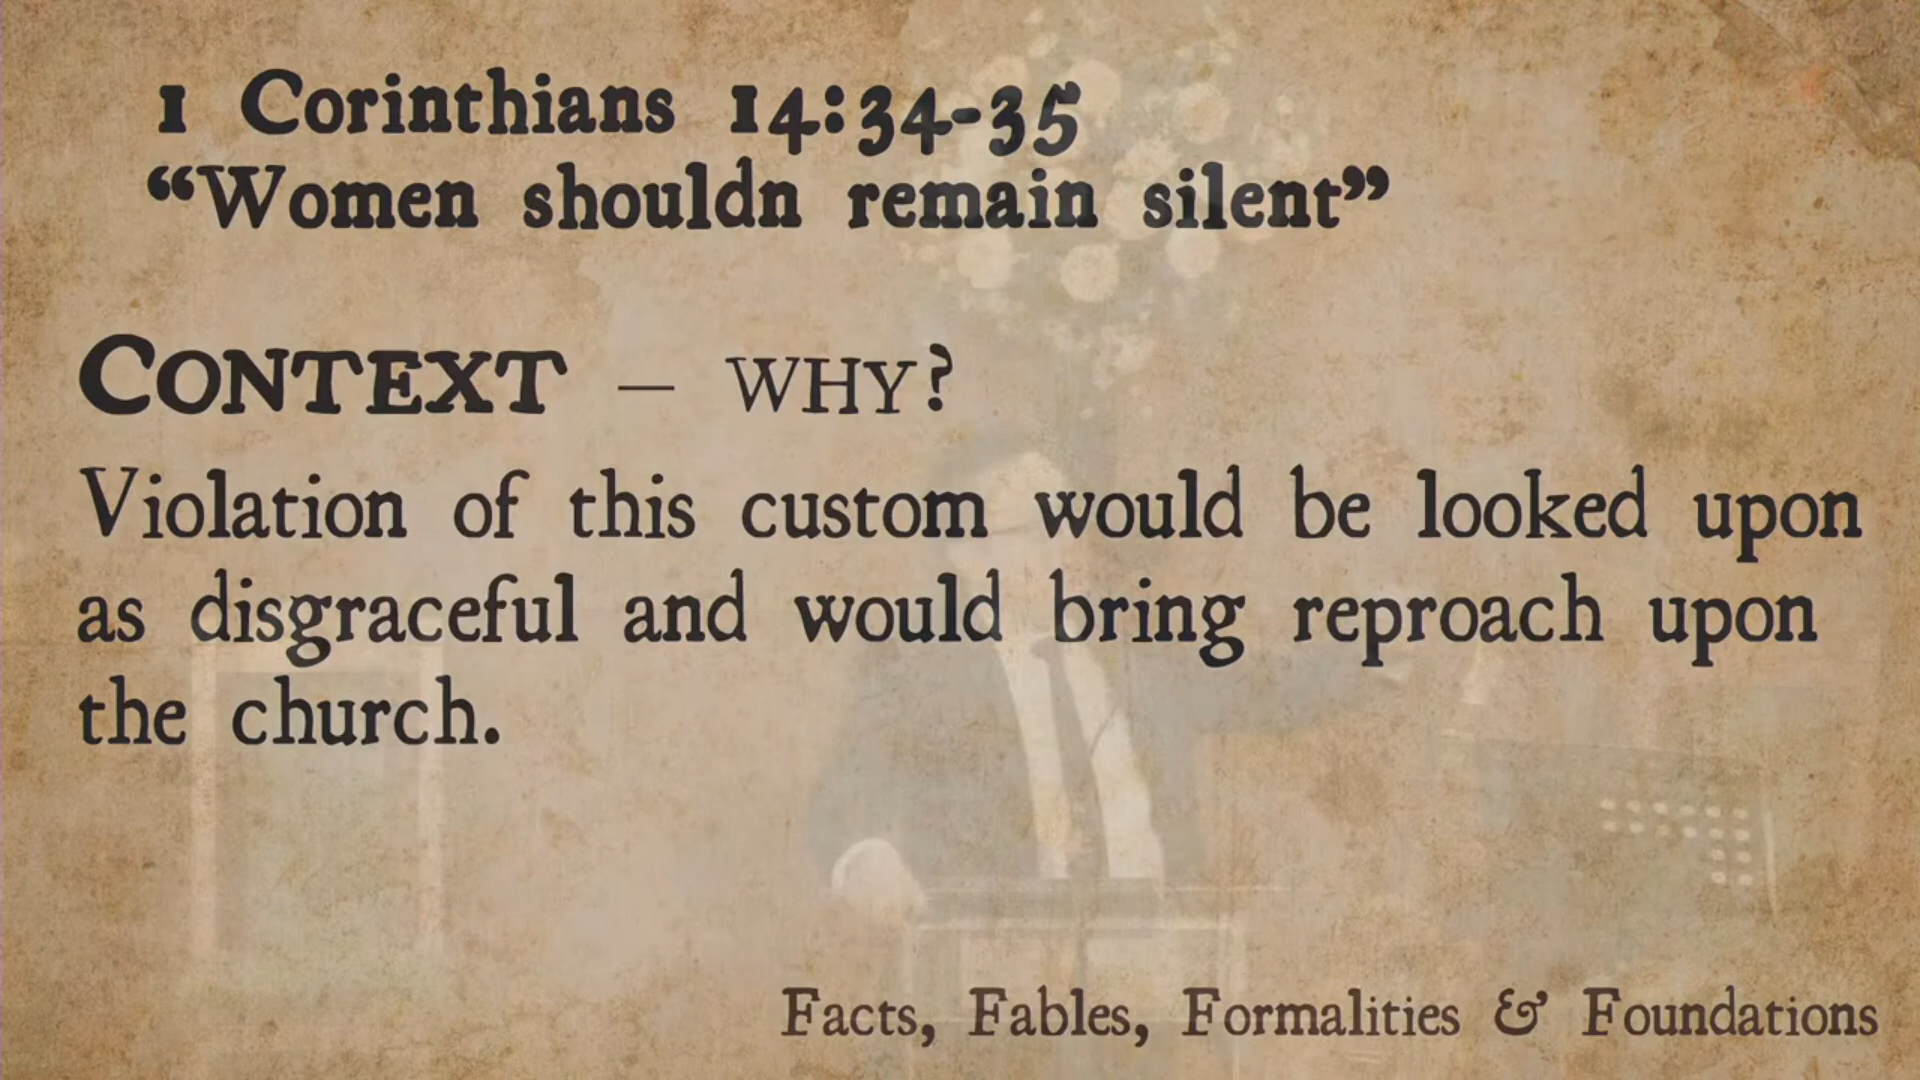 1 Corinthians 14:34-35
“Women shouldn remain silent”
CONTEXT – WHY?
Violation of this custom would be looked upon
as disgraceful and would bring reproach upon
the church.
Facts, Fables, Formalities & Foundations